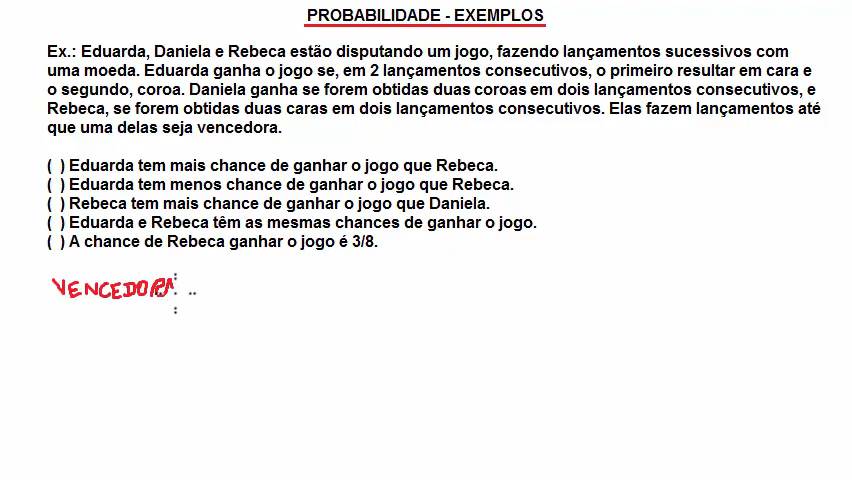 PROBABILIDADE - EXEMPLOS
Ex.: Eduarda, Daniela e Rebeca estão disputando um jogo, fazendo lançamentos sucessivos com
uma moeda. Eduarda ganha o jogo se, em 2 lançamentos consecutivos, o primeiro resultar em cara e
o segundo, coroa. Daniela ganha se forem obtidas duas coroas em dois lançamentos consecutivos, e
Rebeca, se forem obtidas duas caras em dois lançamentos consecutivos. Elas fazem lançamentos até
que uma delas seja vencedora.
( ) Eduarda tem mais chance de ganhar o jogo que Rebeca.
( ) Eduarda tem menos chance de ganhar o jogo que Rebeca.
( ) Rebeca tem mais chance de ganhar o jogo que Daniela.
( ) Eduarda e Rebeca têm as mesmas chances de ganhar o jogo.
( ) A chance de Rebeca ganhar o jogo é 3/8.
VENCEDORA